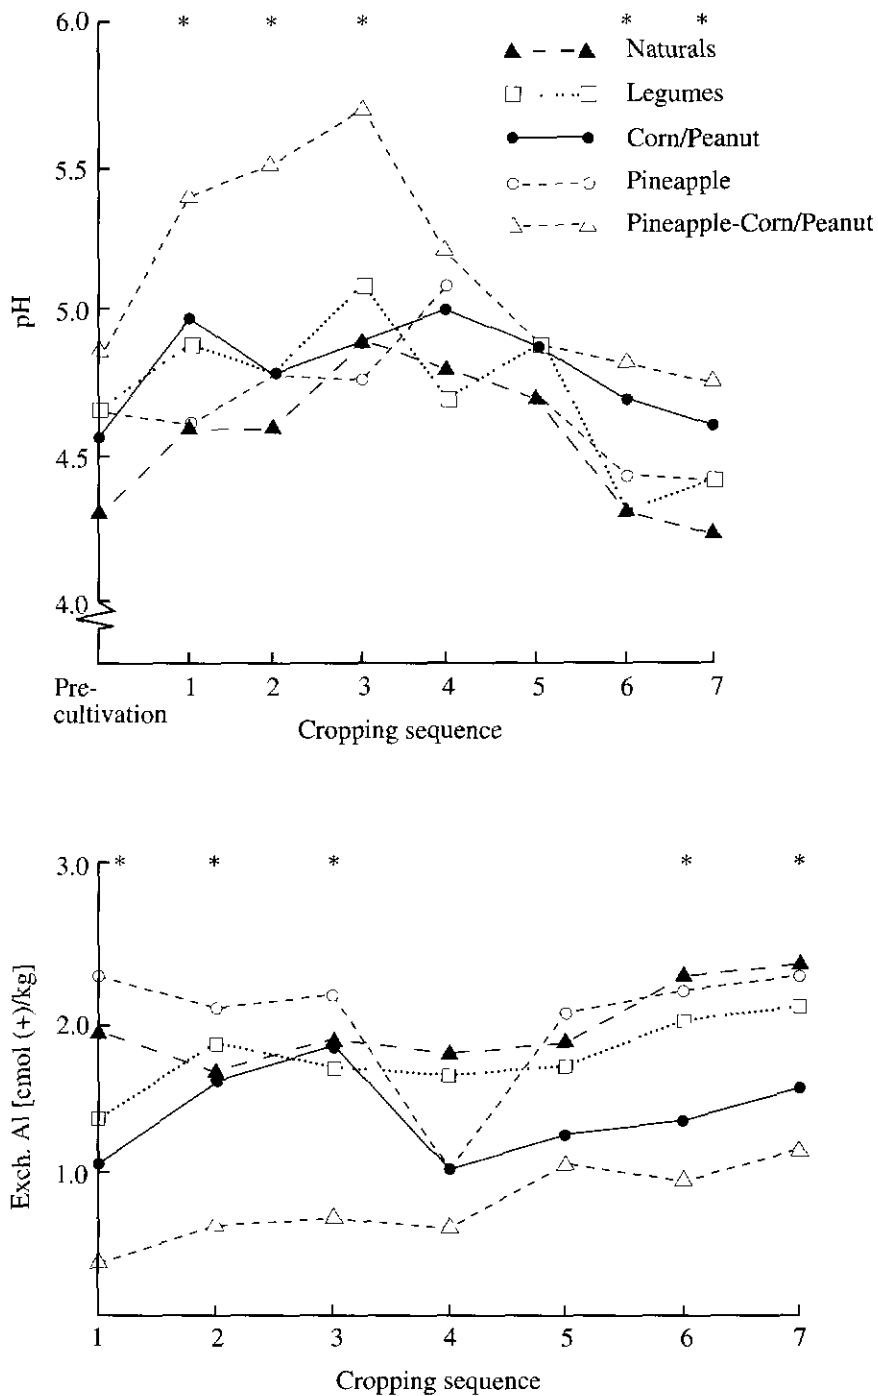 6.0
* * * * *
Naturals
Legumes
5.5
Corn/Peanut
Pineapple
Pineapple-Corn/Peanut
5.0
pH
4.5
4.0
Pre-cultivation 1 2 3 4 5 6 7
Cropping sequence
3.0
* * * * *
2.0
Exch. Al [cmol (+)/kg]
1.0
1 2 3 4 5 6 7
Cropping sequence